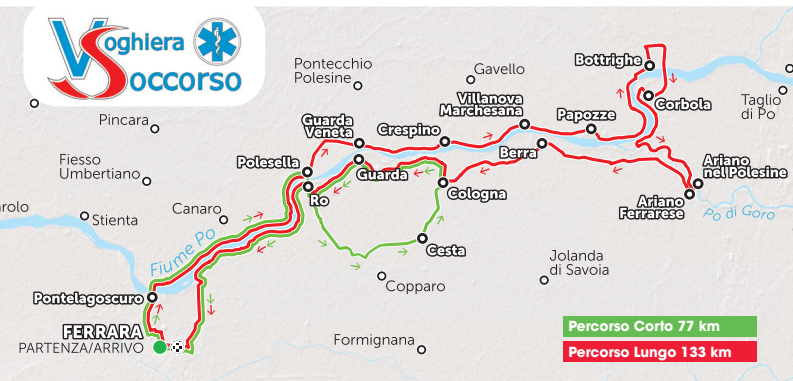 Voghiera
Soccorso
Pontecchio
Polesine
Gavello
Bottrighe
Taglio
di Po
Corbola
Villanova
Marchesana
Papozze
Pincara
Guarda
Veneta
Crespino
Fiesso
Umbertiano
Polesella
Guarda
Berra
Ariano
nel Polesine
Ro
Cologna
Ariano
Ferrarese
Po di Goro
arolo
Stienta
Canaro
Fiume Po
Cesta
Jolanda
di Savoia
Copparo
Pontelagoscuro
FERRARA
PARTENZA/ARRIVO
Formignana
Percorso Corto 77 km
Percorso Lungo 133 km